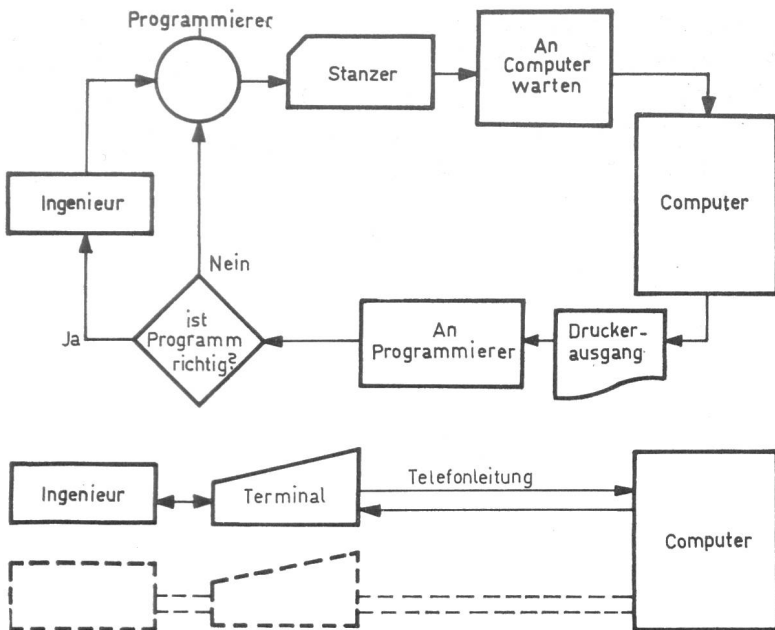 Programmierer
Stanzer
An
Computer
warten
Ingenieur
Computer
Nein
Ja
ist
Programm
richtig?
An
Programmierer
Drucker-
ausgang
Ingenieur
Terminal
Telefonleitung
Computer